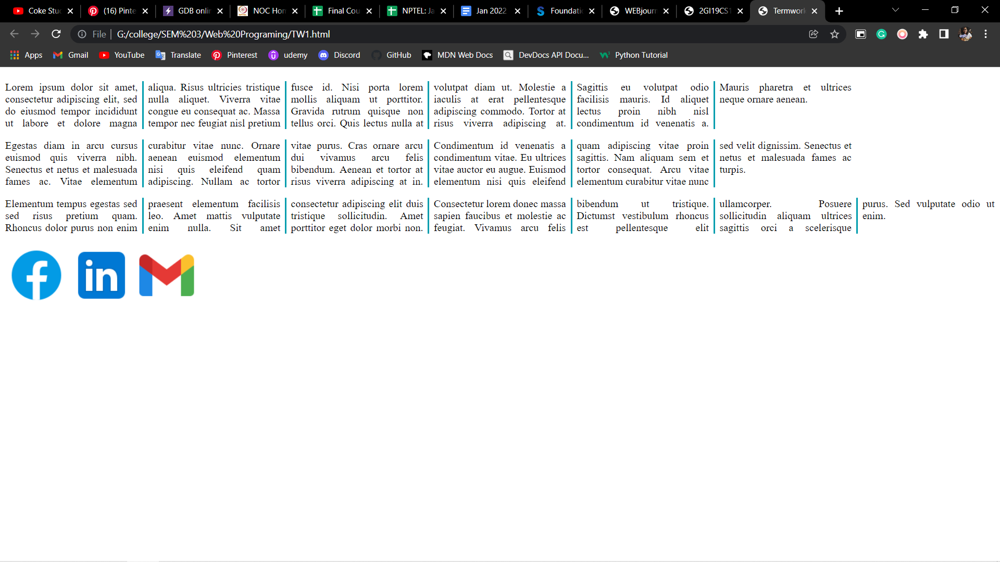 Coke Stuc
(16) Pinte
GDB onlin
NOC Hom
Final Cou
NPTEL: Ja
Jan 2022
Foundatio
WEBjourn
2GI19CS1
Termwork
File | G:/college/SEM%203/Web%20Programing/TW1.html
Apps
Gmail
YouTube
Translate
Pinterest
udemy
Discord
GitHub
MDN Web Docs
DevDocs API Docu...
Python Tutorial
Lorem ipsum dolor sit amet,
consectetur adipiscing elit, sed
do eiusmod tempor incididunt
ut labore et dolore magna
aliqua. Risus ultricies tristique
nulla aliquet. Viverra vitae
congue eu consequat ac. Massa
tempor nec feugiat nisl pretium
fusce id. Nisi porta lorem
mollis aliquam ut porttitor.
Gravida rutrum quisque non
tellus orci. Quis lectus nulla at
volutpat diam ut. Molestie a
iaculis at erat pellentesque
adipiscing commodo. Tortor at
risus viverra adipiscing at.
Sagittis eu volutpat odio
facilisis mauris. Id aliquet
lectus proin nibh nisl
condimentum id venenatis a.
Mauris pharetra et ultrices
neque ornare aenean.
Egestas diam in arcu cursus
euismod quis viverra nibh.
Senectus et netus et malesuada
fames ac. Vitae elementum
curabitur vitae nunc. Ornare
aenean euismod elementum
nisi quis eleifend quam
adipiscing. Nullam ac tortor
vitae purus. Cras ornare arcu
dui vivamus arcu felis
bibendum. Aenean et tortor at
risus viverra adipiscing at in.
Condimentum id venenatis a
condimentum vitae. Eu ultrices
vitae auctor eu augue. Euismod
elementum nisi quis eleifend
quam adipiscing vitae proin
sagittis. Nam aliquam sem et
tortor consequat. Arcu vitae
elementum curabitur vitae nunc
sed velit dignissim. Senectus et
netus et malesuada fames ac
turpis.
Elementum tempus egestas sed
sed risus pretium quam.
Rhoncus dolor purus non enim
praesent elementum facilisis
leo. Amet mattis vulputate
enim nulla. Sit amet
consectetur adipiscing elit duis
tristique sollicitudin. Amet
porttitor eget dolor morbi non.
Consectetur lorem donec massa
sapien faucibus et molestie ac
feugiat. Vivamus arcu felis
bibendum ut tristique.
Dictumst vestibulum rhoncus
est pellentesque elit
ullamcorper. Posuere
sollicitudin aliquam ultrices
sagittis orci a scelerisque
purus. Sed vulputate odio ut
enim.
f
in